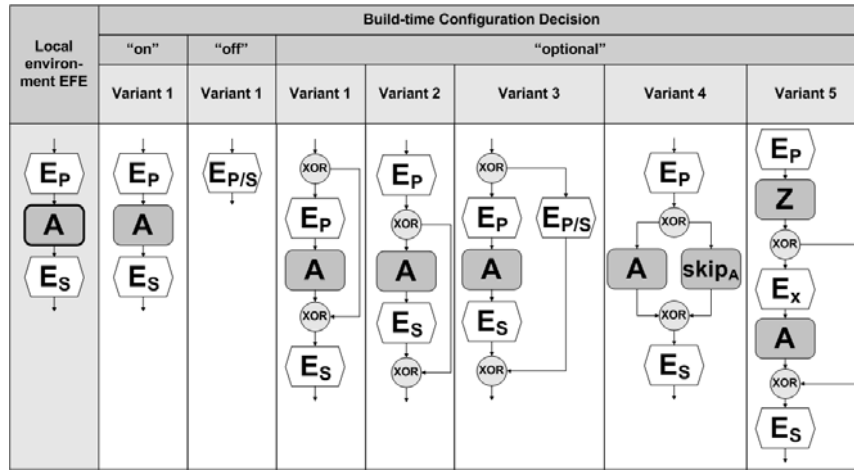 Build-time Configuration Decision
Local
environ-
ment EFE
“on”
“off”
“optional”
Variant 1
Variant 1
Variant 1
Variant 2
Variant 3
Variant 4
Variant 5
EP
A
ES
EP
A
ES
EP/S
XOR
EP
A
XOR
ES
EP
XOR
A
ES
XOR
XOR
EP
EP/S
A
ES
XOR
EP
XOR
A
skipA
XOR
ES
EP
Z
XOR
Ex
A
XOR
ES